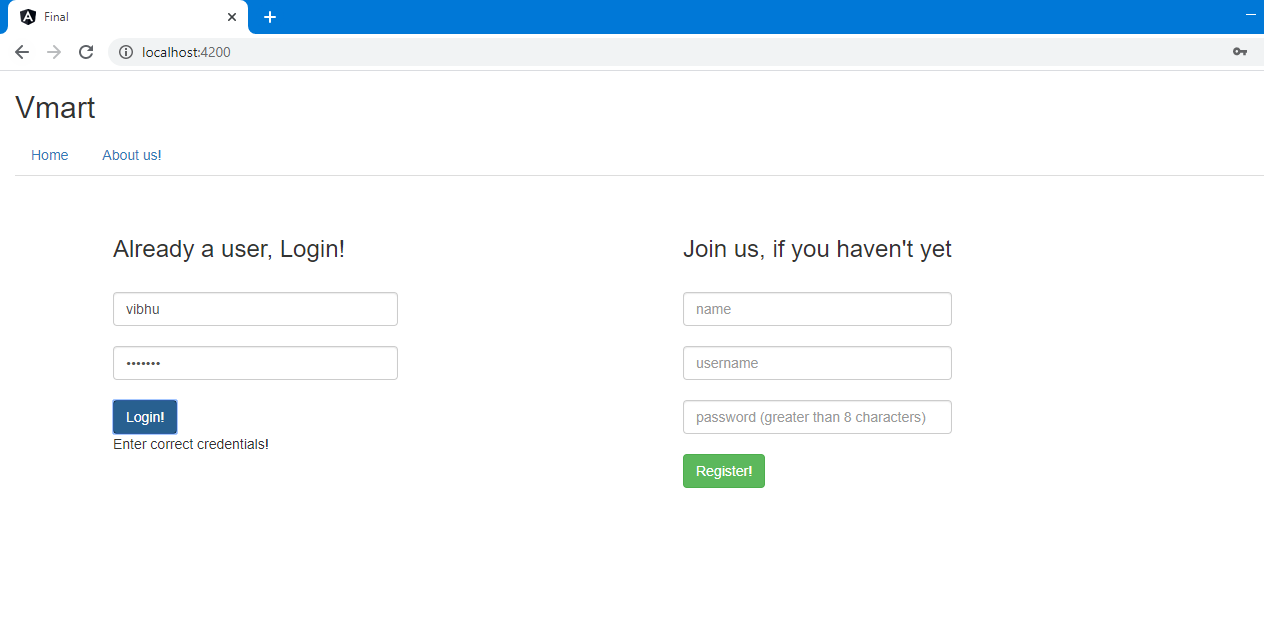 Final
localhost:4200
Vmart
Home About us!
Already a user, Login!
vibhu
•••••••
Login!
Enter correct credentials!
Join us, if you haven't yet
name
username
password (greater than 8 characters)
Register!